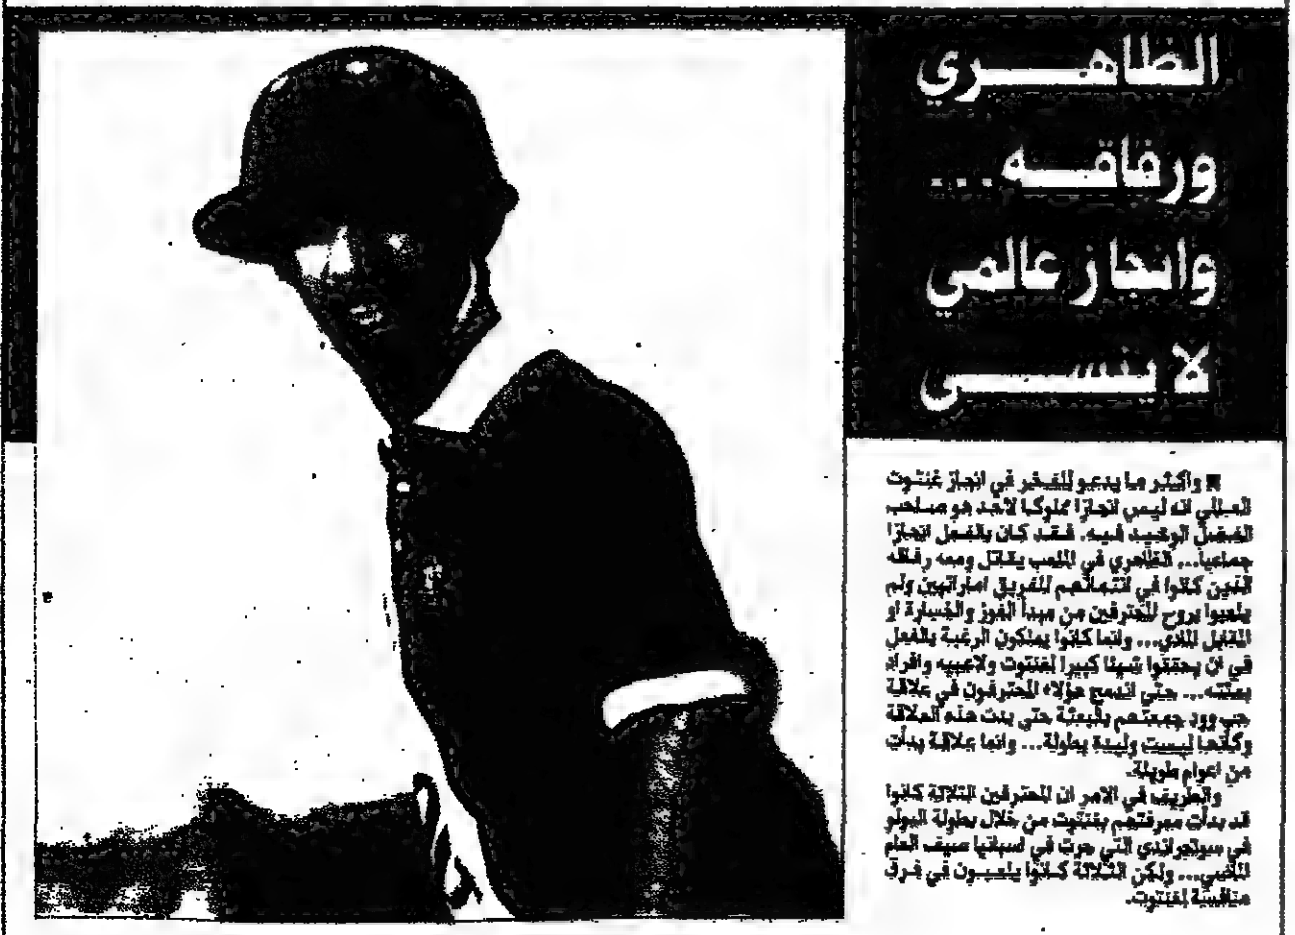 الظاهري
ورفاقه...
وانجاز عالمي
لا ينسى
■ وأكثر ما يدعو للفخر في انجاز غنتوت
العالمي انه ليس انجازا مملوكا لأحد هو صاحب
الفضل الوحيد فيه. فقد كان بالفعل انجازا
جماعيا... الظاهري في الملعب يقاتل ومعه رفاقه
الذين كانوا في انتمائهم للفريق اماراتيين ولم
يلعبوا بروح المحترفين من مبدأ الفوز والخسارة او
المقابل المادي... وانما كانوا يملكون الرغبة بالفعل
في ان يحققوا شيئا كبيرا لغنتوت ولاعبيه وافراد
بعثته... حتى اندمج هؤلاء المحترفون في علاقة
حب وود جمعتهم بالبعثة حتى بدت هذه العلاقة
وكأنها ليست وليدة بطولة... وانما علاقة بدأت
من اعوام طويلة.
والطريف في الامر ان المحترفين الثلاثة كانوا
قد بدأت معرفتهم بغنتوت من خلال بطولة البولو
في سوتجراندي التي جرت في اسبانيا صيف العام
الماضي... ولكن الثلاثة كانوا يلعبون في فرق
منافسة لغنتوت.